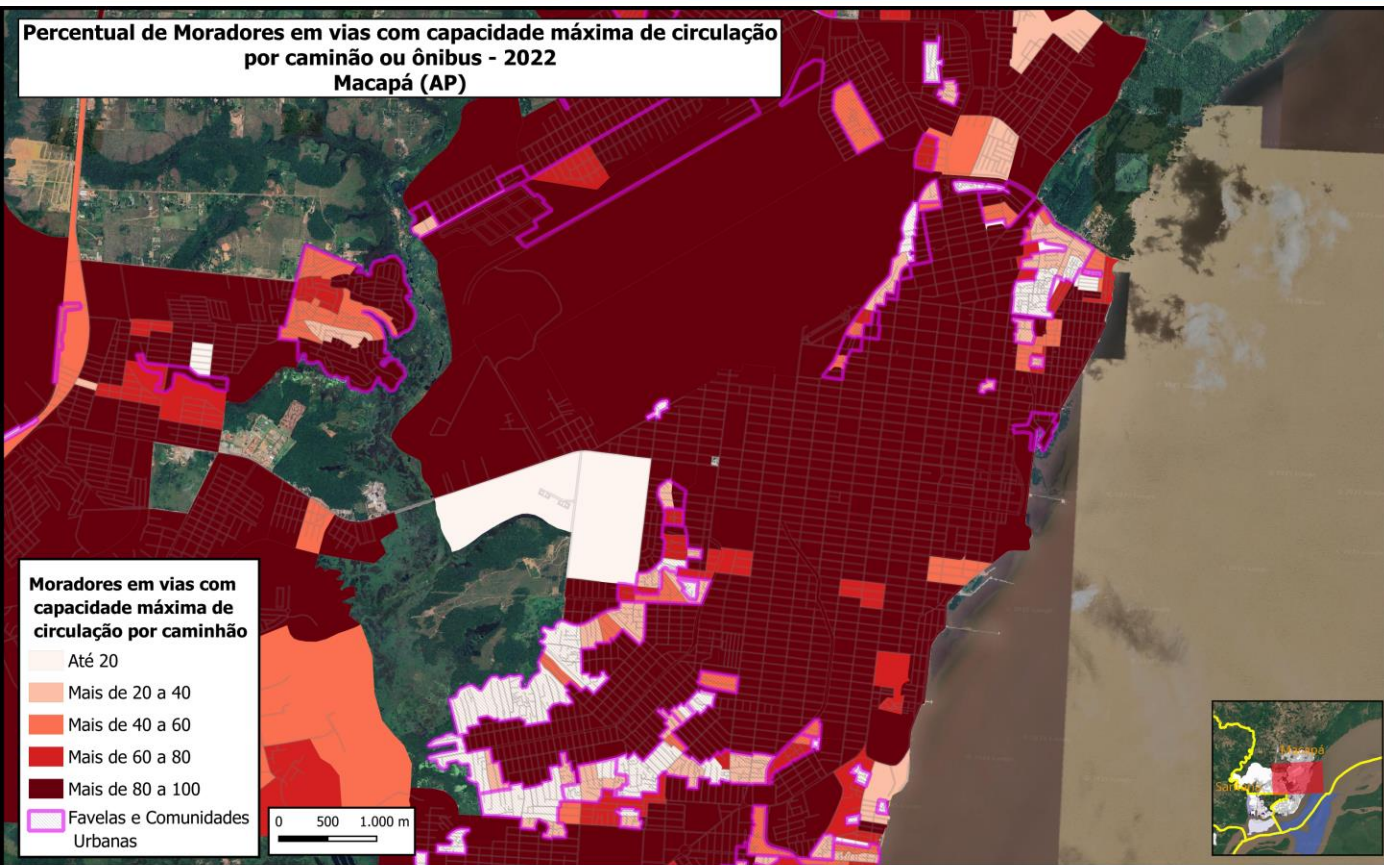 Percentual de Moradores em vias com capacidade máxima de circulação
por caminão ou ônibus - 2022
Macapá (AP)
Moradores em vias com
capacidade máxima de
circulação por caminhão
Até 20
Mais de 20 a 40
Mais de 40 a 60
Mais de 60 a 80
Mais de 80 a 100
Favelas e Comunidades
Urbanas
0 500 1.000 m
Macapá